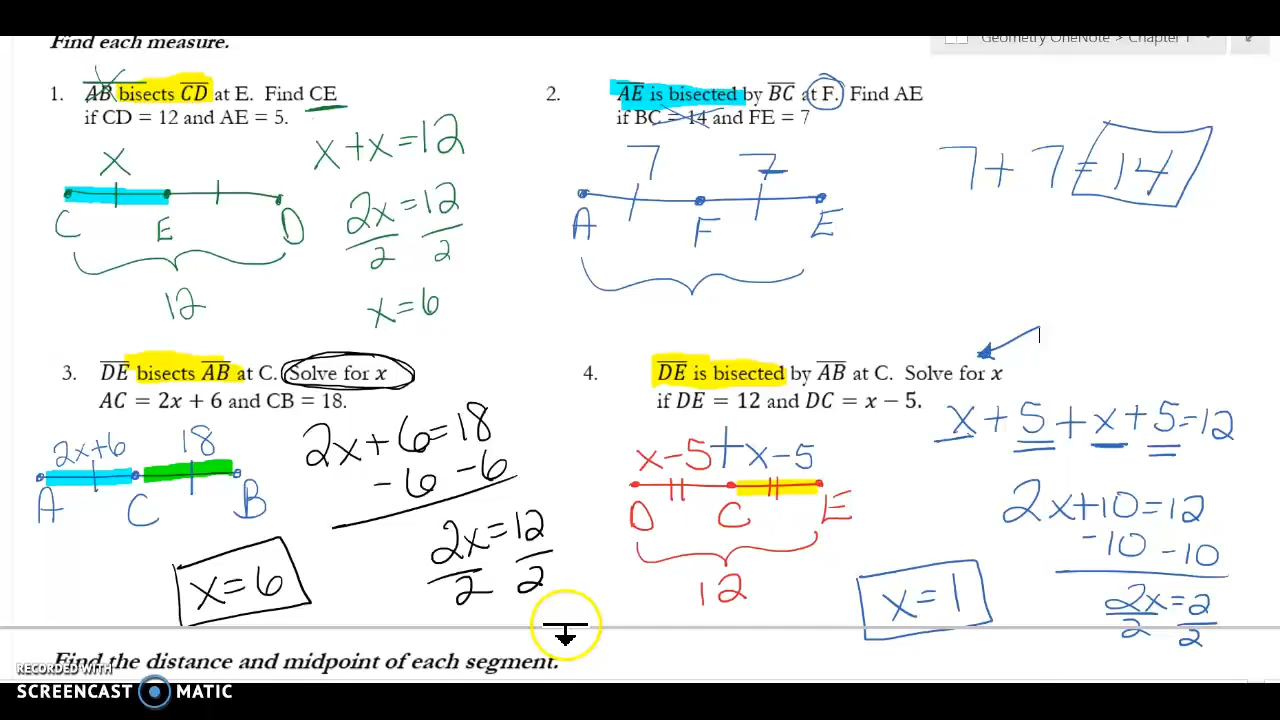 Find each measure.
Geometry OneNote > Chapter 1
1. AB bisects CD at E. Find CE
if CD = 12 and AE = 5.
x + x = 12
x
2x = 12
2 2
C E D
12
x = 6
2. AE is bisected by BC at F. Find AE
if BC = 14 and FE = 7
7 7
A F E
7 + 7 = 14
3. DE bisects AB at C. Solve for x
AC = 2x + 6 and CB = 18.
2x+6 18
A C B
2x + 6 = 18
-6 -6
2x = 12
2 2
x = 6
4. DE is bisected by AB at C. Solve for x
if DE = 12 and DC = x − 5.
x-5 + x-5
D C E
12
x + 5 + x + 5 = 12
2x+10 = 12
-10 -10
2x = 2
2 2
x = 1
Find the distance and midpoint of each segment.
RECORDED WITH
SCREENCAST MATIC